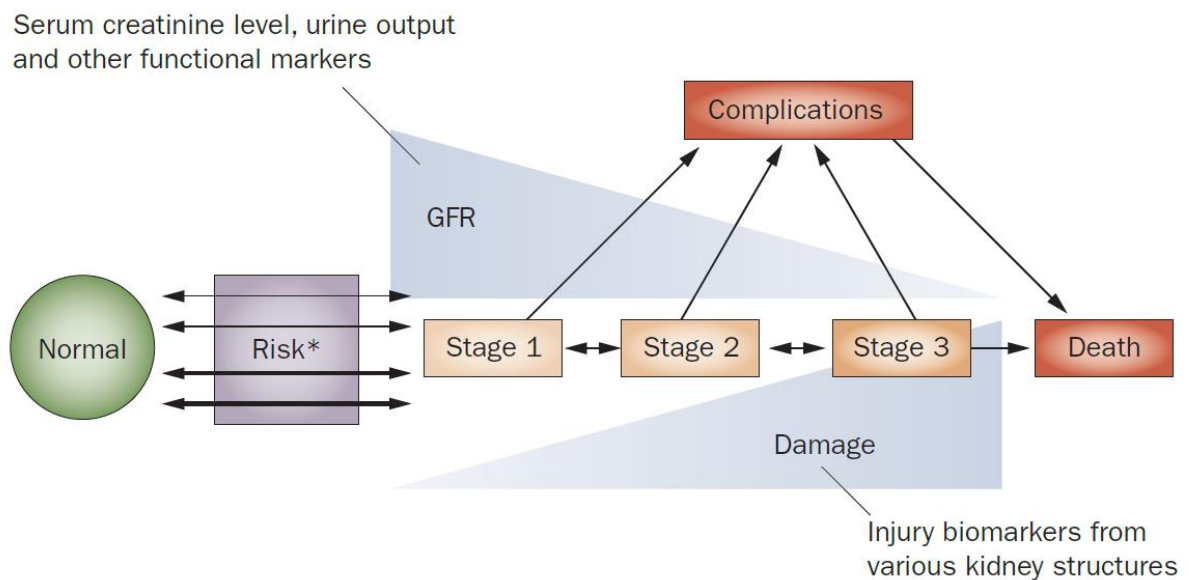 Serum creatinine level, urine output
and other functional markers
Complications
GFR
Normal
Risk*
Stage 1
Stage 2
Stage 3
Death
Damage
Injury biomarkers from
various kidney structures